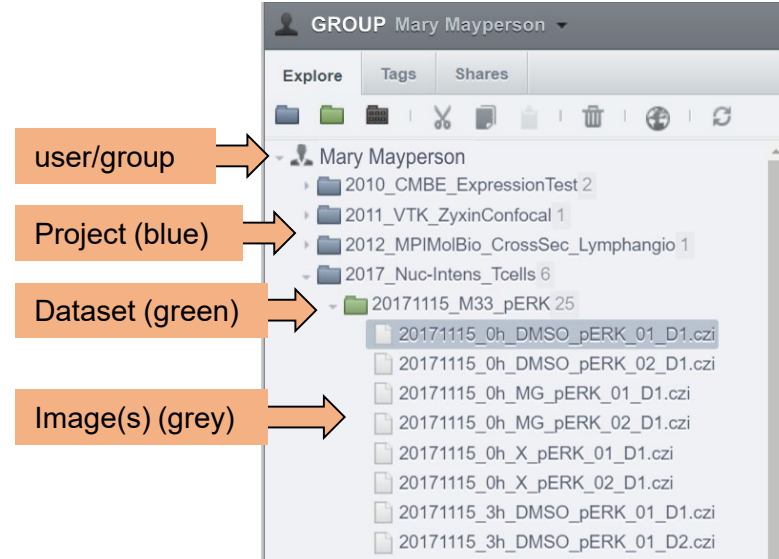 GROUP Mary Mayperson
Explore Tags Shares
user/group
Mary Mayperson
2010_CMBE_ExpressionTest 2
Project (blue)
2011_VTK_ZyxinConfocal 1
2012_MPIMolBio_CrossSec_Lymphangio 1
2017_Nuc-Intens_Tcells 6
Dataset (green)
20171115_M33_pERK 25
20171115_0h_DMSO_pERK_01_D1.czi
20171115_0h_DMSO_pERK_02_D1.czi
20171115_0h_MG_pERK_01_D1.czi
Image(s) (grey)
20171115_0h_MG_pERK_02_D1.czi
20171115_0h_X_pERK_01_D1.czi
20171115_0h_X_pERK_02_D1.czi
20171115_3h_DMSO_pERK_01_D1.czi
20171115_3h_DMSO_pERK_01_D2.czi